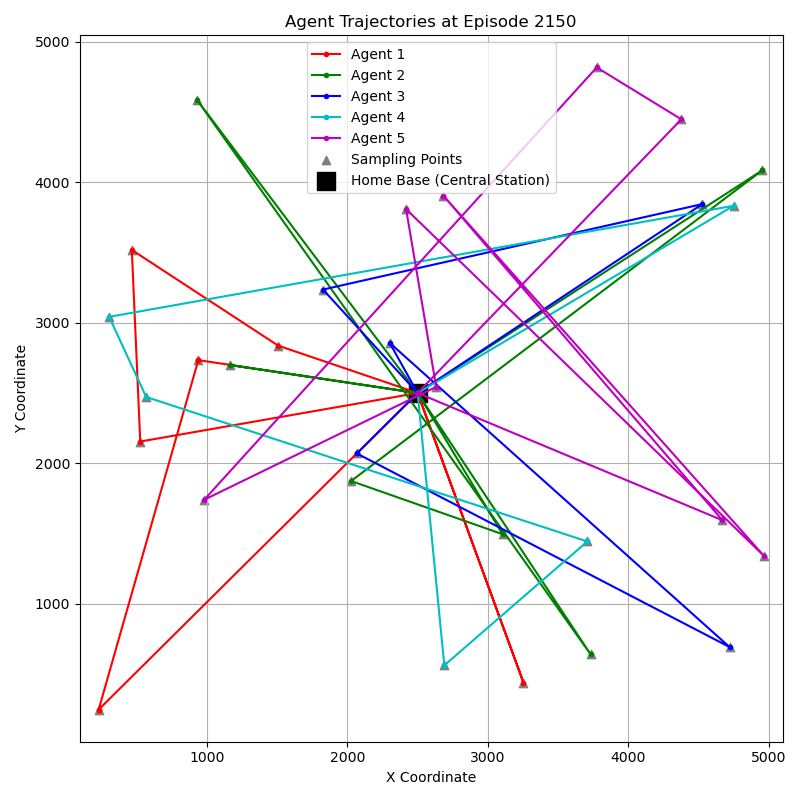 Agent Trajectories at Episode 2150
Agent 1
Agent 2
Agent 3
Agent 4
Agent 5
Sampling Points
Home Base (Central Station)
5000
4000
3000
2000
1000
Y Coordinate
1000
2000
3000
4000
5000
X Coordinate